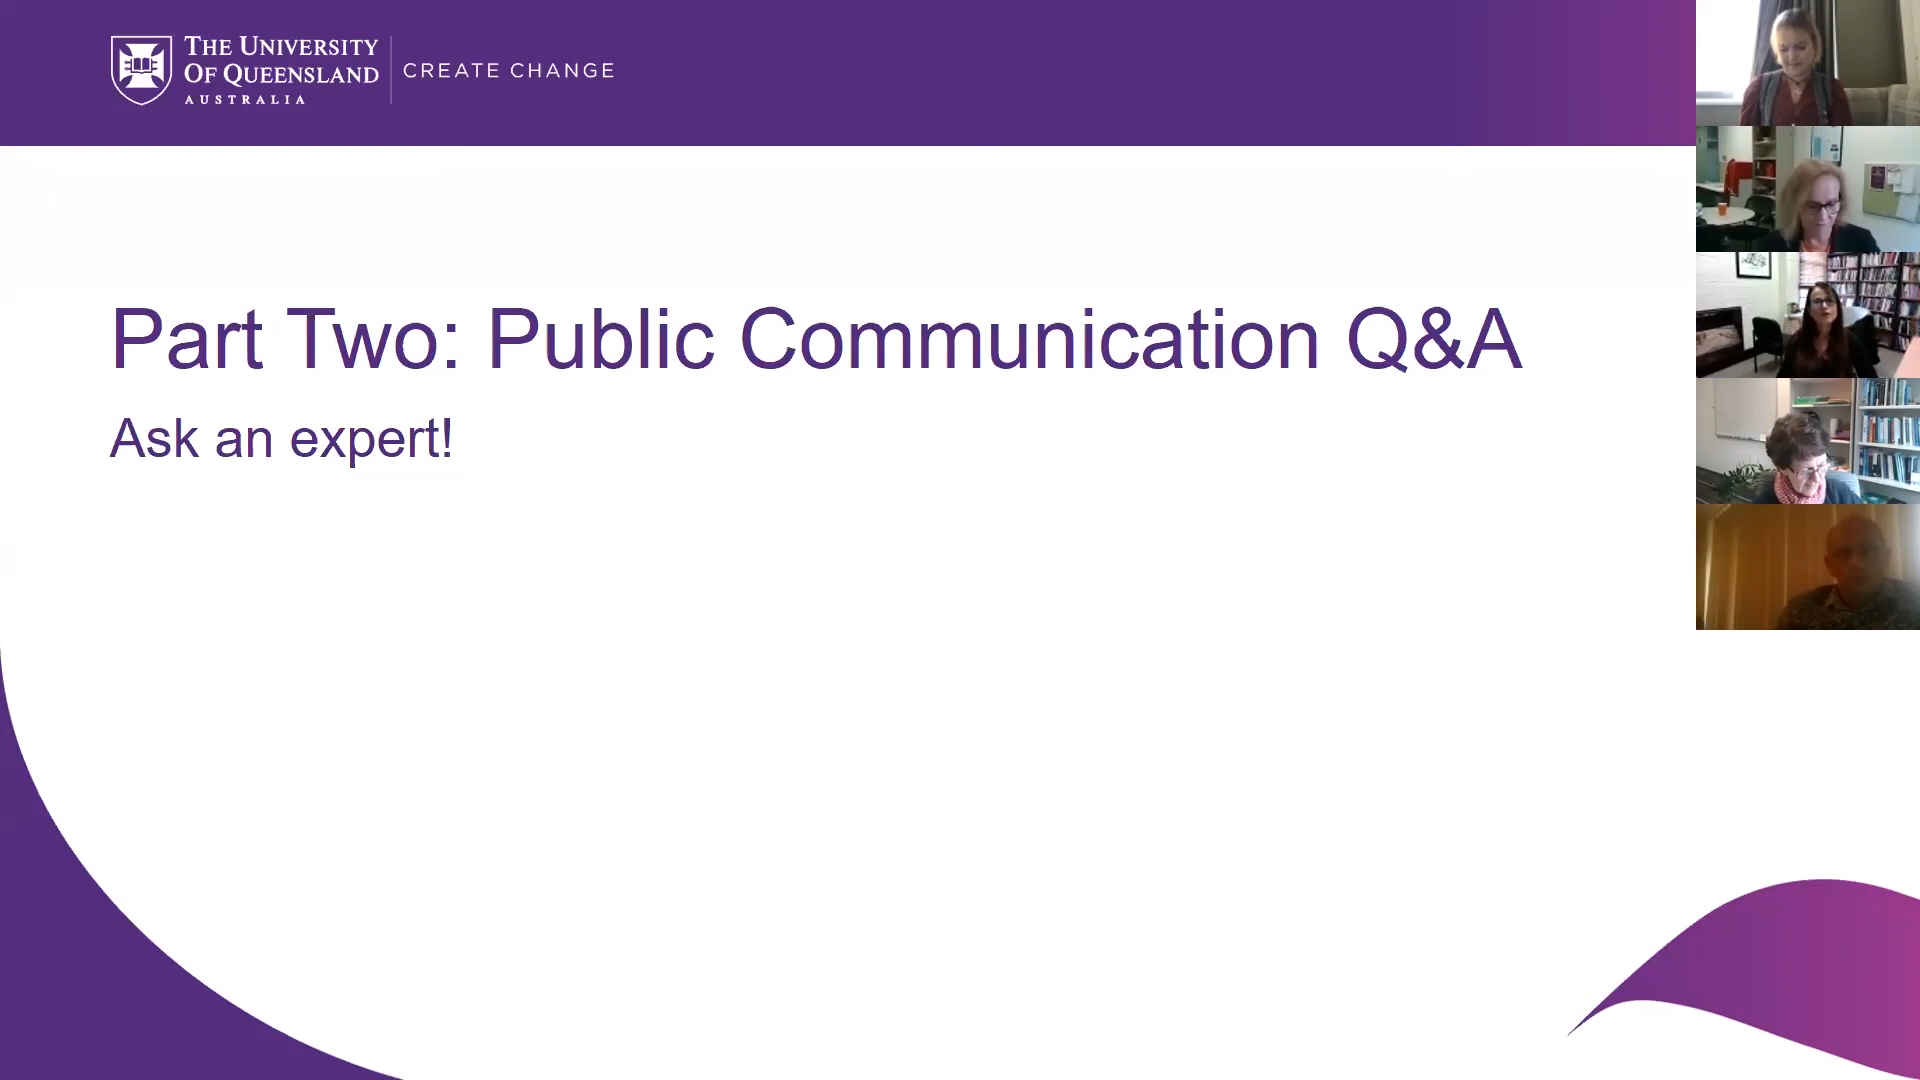 THE UNIVERSITY
OF QUEENSLAND
AUSTRALIA
CREATE CHANGE
Part Two: Public Communication Q&A
Ask an expert!